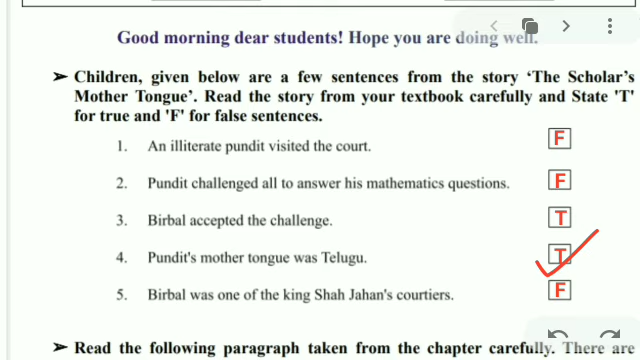 Good morning dear students! Hope you are doing well.
➢ Children, given below are a few sentences from the story ‘The Scholar’s
Mother Tongue’. Read the story from your textbook carefully and State 'T'
for true and 'F' for false sentences.
1. An illiterate pundit visited the court. F
2. Pundit challenged all to answer his mathematics questions. F
3. Birbal accepted the challenge. T
4. Pundit's mother tongue was Telugu. T
5. Birbal was one of the king Shah Jahan's courtiers. F
➢ Read the following paragraph taken from the chapter carefully. There are